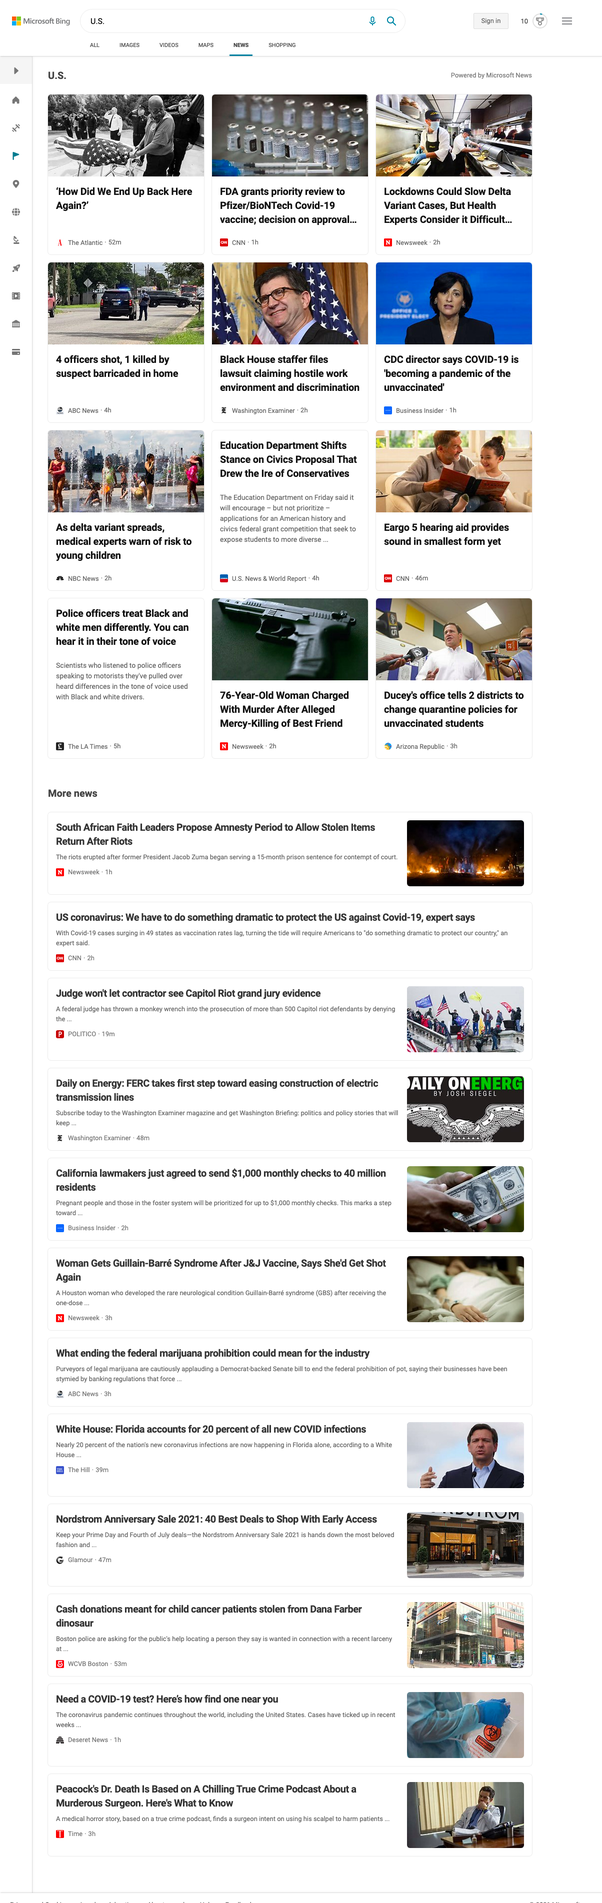 Microsoft Bing
U.S.
Sign in
10
ALL
IMAGES
VIDEOS
MAPS
NEWS
SHOPPING
U.S.
Powered by Microsoft News
'How Did We End Up Back Here
Again?'
The Atlantic · 52m
FDA grants priority review to
Pfizer/BioNTech Covid-19
vaccine; decision on approval...
CNN · 1h
Lockdowns Could Slow Delta
Variant Cases, But Health
Experts Consider it Difficult...
Newsweek · 2h
4 officers shot, 1 killed by
suspect barricaded in home
ABC News · 4h
Black House staffer files
lawsuit claiming hostile work
environment and discrimination
Washington Examiner · 2h
OFFICE
PRESIDENT ELECT
CDC director says COVID-19 is
'becoming a pandemic of the
unvaccinated'
Business Insider · 1h
As delta variant spreads,
medical experts warn of risk to
young children
NBC News · 2h
Education Department Shifts
Stance on Civics Proposal That
Drew the Ire of Conservatives
The Education Department on Friday said it
will encourage – but not prioritize –
applications for an American history and
civics federal grant competition that seek to
expose students to more diverse ...
U.S. News & World Report · 4h
Eargo 5 hearing aid provides
sound in smallest form yet
CNN · 46m
Police officers treat Black and
white men differently. You can
hear it in their tone of voice
Scientists who listened to police officers
speaking to motorists they've pulled over
heard differences in the tone of voice used
with Black and white drivers.
The LA Times · 5h
76-Year-Old Woman Charged
With Murder After Alleged
Mercy-Killing of Best Friend
Newsweek · 2h
Ducey's office tells 2 districts to
change quarantine policies for
unvaccinated students
Arizona Republic · 3h
More news
South African Faith Leaders Propose Amnesty Period to Allow Stolen Items
Return After Riots
The riots erupted after former President Jacob Zuma began serving a 15-month prison sentence for contempt of court.
Newsweek · 1h
US coronavirus: We have to do something dramatic to protect the US against Covid-19, expert says
With Covid-19 cases surging in 49 states as vaccination rates lag, turning the tide will require Americans to "do something dramatic to protect our country," an
expert said.
CNN · 2h
Judge won't let contractor see Capitol Riot grand jury evidence
A federal judge has thrown a monkey wrench into the prosecution of more than 500 Capitol riot defendants by denying
the ...
POLITICO · 19m
Daily on Energy: FERC takes first step toward easing construction of electric
transmission lines
Subscribe today to the Washington Examiner magazine and get Washington Briefing: politics and policy stories that will
keep ...
Washington Examiner · 48m
DAILY ON ENERG
BY JOSH SIEGEL
California lawmakers just agreed to send $1,000 monthly checks to 40 million
residents
Pregnant people and those in the foster system will be prioritized for up to $1,000 monthly checks. This marks a step
toward ...
Business Insider · 2h
Woman Gets Guillain-Barré Syndrome After J&J Vaccine, Says She'd Get Shot
Again
A Houston woman who developed the rare neurological condition Guillain-Barré syndrome (GBS) after receiving the
one-dose ...
Newsweek · 3h
What ending the federal marijuana prohibition could mean for the industry
Purveyors of legal marijuana are cautiously applauding a Democrat-backed Senate bill to end the federal prohibition of pot, saying their businesses have been
stymied by banking regulations that force ...
ABC News · 3h
White House: Florida accounts for 20 percent of all new COVID infections
Nearly 20 percent of the nation's new coronavirus infections are now happening in Florida alone, according to a White
House ...
The Hill · 39m
Nordstrom Anniversary Sale 2021: 40 Best Deals to Shop With Early Access
Keep your Prime Day and Fourth of July deals—the Nordstrom Anniversary Sale 2021 is hands down the most beloved
fashion and ...
Glamour · 47m
Cash donations meant for child cancer patients stolen from Dana Farber
dinosaur
Boston police are asking for the public's help locating a person they say is wanted in connection with a recent larceny
at ...
WCVB Boston · 53m
Need a COVID-19 test? Here's how find one near you
The coronavirus pandemic continues throughout the world, including the United States. Cases have ticked up in recent
weeks ...
Deseret News · 1h
Peacock's Dr. Death Is Based on A Chilling True Crime Podcast About a
Murderous Surgeon. Here's What to Know
A medical horror story, based on a true crime podcast, finds a surgeon intent on using his scalpel to harm patients ...
Time · 3h